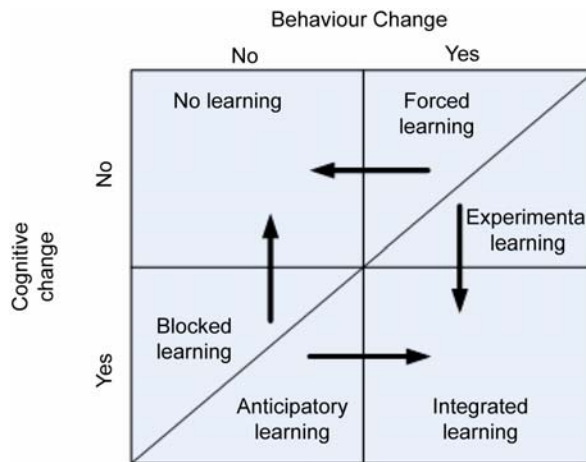 Behaviour Change
No
Yes
No learning
Forced
learning
No
Experimental
learning
Cognitive
change
Blocked
learning
Yes
Anticipatory
learning
Integrated
learning